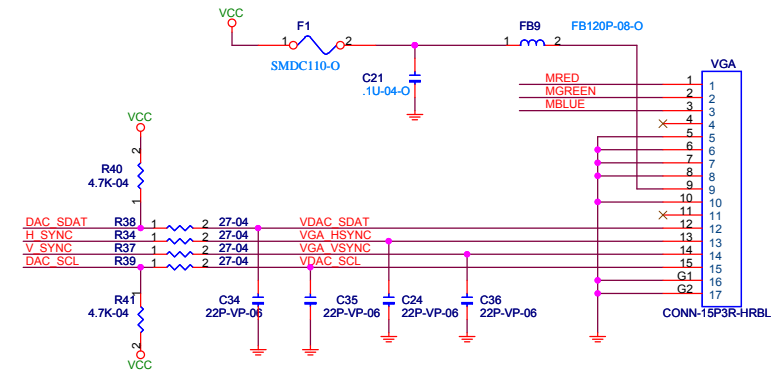 VCC
F1
1 2
SMDC110-O
C21
.1U-04-O
FB9
1 2
FB120P-08-O
VGA
MRED 1 1
MGREEN 2 2
MBLUE 3 3
4 4
5 5
6 6
7 7
8 8
9 9
10 10
11 11
12 12
13 13
14 14
15 15
G1 16
G2 17
CONN-15P3R-HRBL
VCC
2
R40
4.7K-04
1
DAC_SDAT R38 1 2 27-04 VDAC_SDAT
H_SYNC R34 1 2 27-04 VGA_HSYNC
V_SYNC R37 1 2 27-04 VGA_VSYNC
DAC_SCL R39 1 2 27-04 VDAC_SCL
1
R41
4.7K-04
2
VCC
C34
22P-VP-06
C35
22P-VP-06
C24
22P-VP-06
C36
22P-VP-06